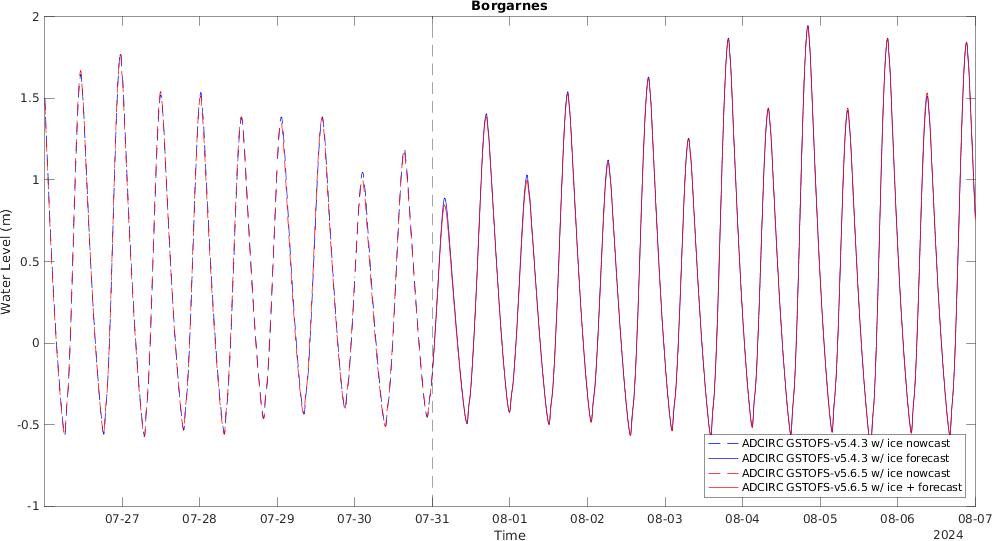 Borgarnes
2
1.5
1
0.5
0
-0.5
-1
Water Level (m)
ADCIRC GSTOFS-v5.4.3 w/ ice nowcast
ADCIRC GSTOFS-v5.4.3 w/ ice forecast
ADCIRC GSTOFS-v5.6.5 w/ ice nowcast
ADCIRC GSTOFS-v5.6.5 w/ ice + forecast
07-27 07-28 07-29 07-30 07-31 08-01 08-02 08-03 08-04 08-05 08-06 08-07
Time
2024